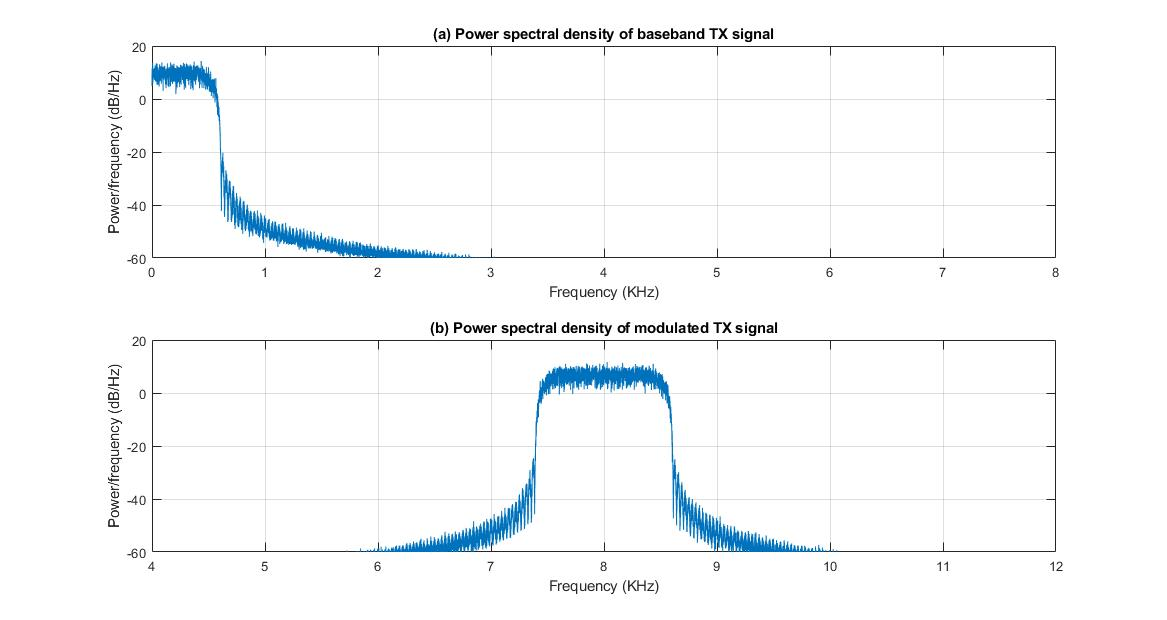 (a) Power spectral density of baseband TX signal
20
0
-20
-40
-60
Power/frequency (dB/Hz)
0 1 2 3 4 5 6 7 8
Frequency (KHz)
(b) Power spectral density of modulated TX signal
20
0
-20
-40
-60
Power/frequency (dB/Hz)
4 5 6 7 8 9 10 11 12
Frequency (KHz)